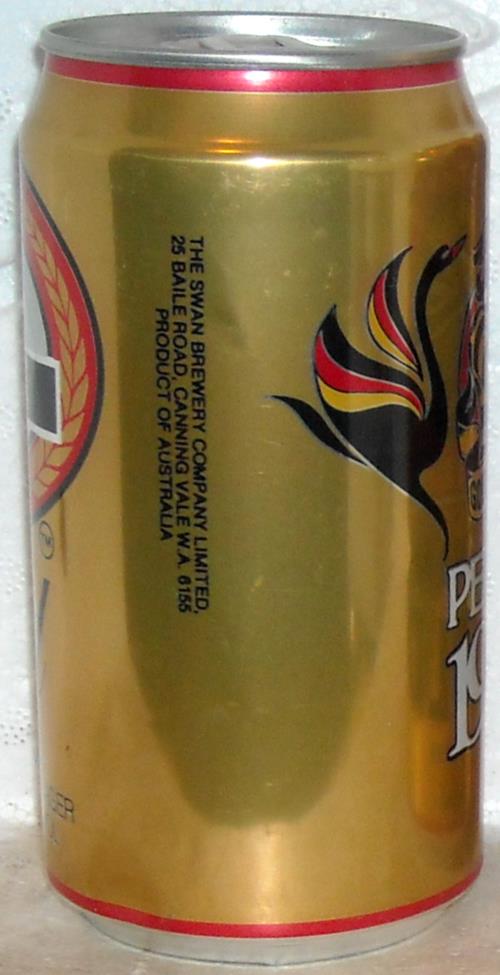 THE SWAN BREWERY COMPANY LIMITED,
25 BAILE ROAD, CANNING VALE W.A. 6155
PRODUCT OF AUSTRALIA